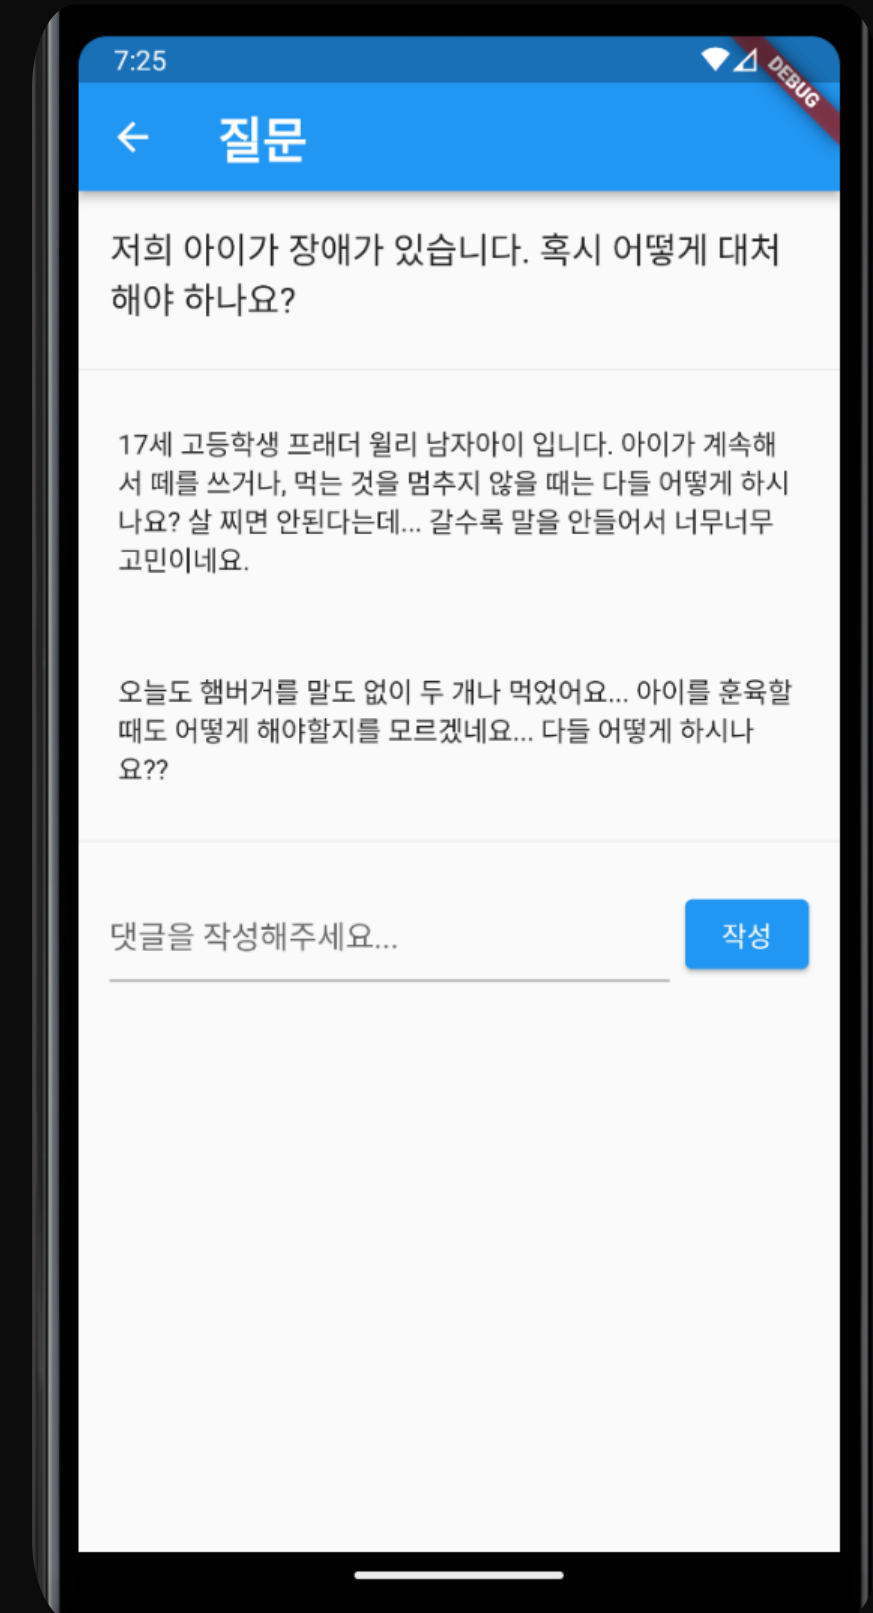 7:25
DEBUG
질문
저희 아이가 장애가 있습니다. 혹시 어떻게 대처
해야 하나요?
17세 고등학생 프래더 윌리 남자아이 입니다. 아이가 계속해
서 떼를 쓰거나, 먹는 것을 멈추지 않을 때는 다들 어떻게 하시
나요? 살 찌면 안된다는데... 갈수록 말을 안들어서 너무너무
고민이네요.
오늘도 햄버거를 말도 없이 두 개나 먹었어요... 아이를 훈육할
때도 어떻게 해야할지를 모르겠네요... 다들 어떻게 하시나
요??
댓글을 작성해주세요...
작성